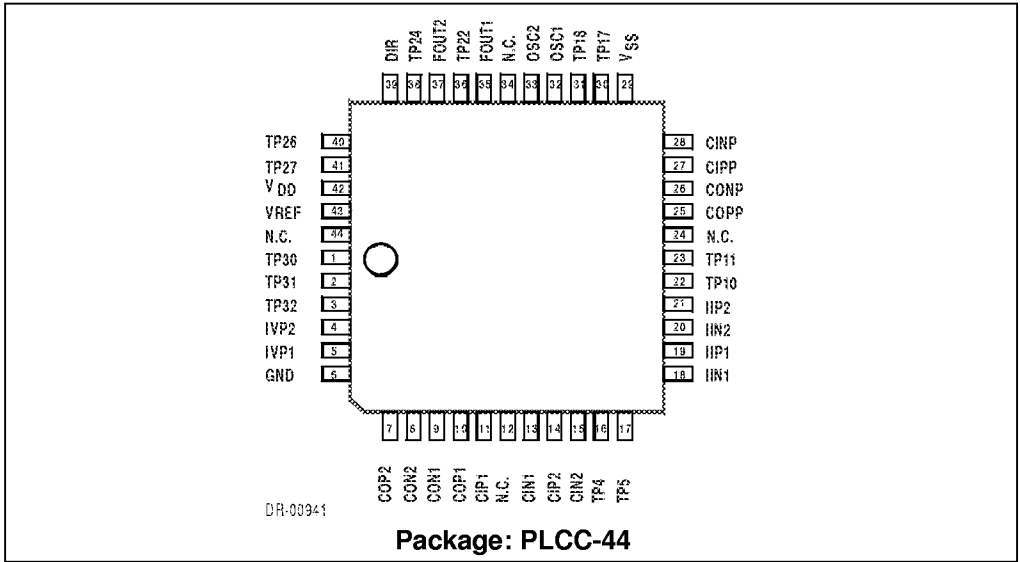 DIR TP24 FOUT2 TP22 FOUT1 N.C. OSC2 OSC1 TP18 TP17 VSS
39 38 37 36 35 34 33 32 31 30 29
TP26 40 28 CINP
TP27 41 27 CIPP
VDD 42 26 CONP
VREF 43 25 COPP
N.C. 44 24 N.C.
TP30 1 23 TP11
TP31 2 22 TP10
TP32 3 21 IIP2
IVP2 4 20 IIN2
IVP1 5 19 IIP1
GND 6 18 IIN1
7 8 9 10 11 12 13 14 15 16 17
COP2 CON2 CON1 COP1 CIP1 N.C. CIN1 CIP2 CIN2 TP4 TP5
DR-00941
Package: PLCC-44